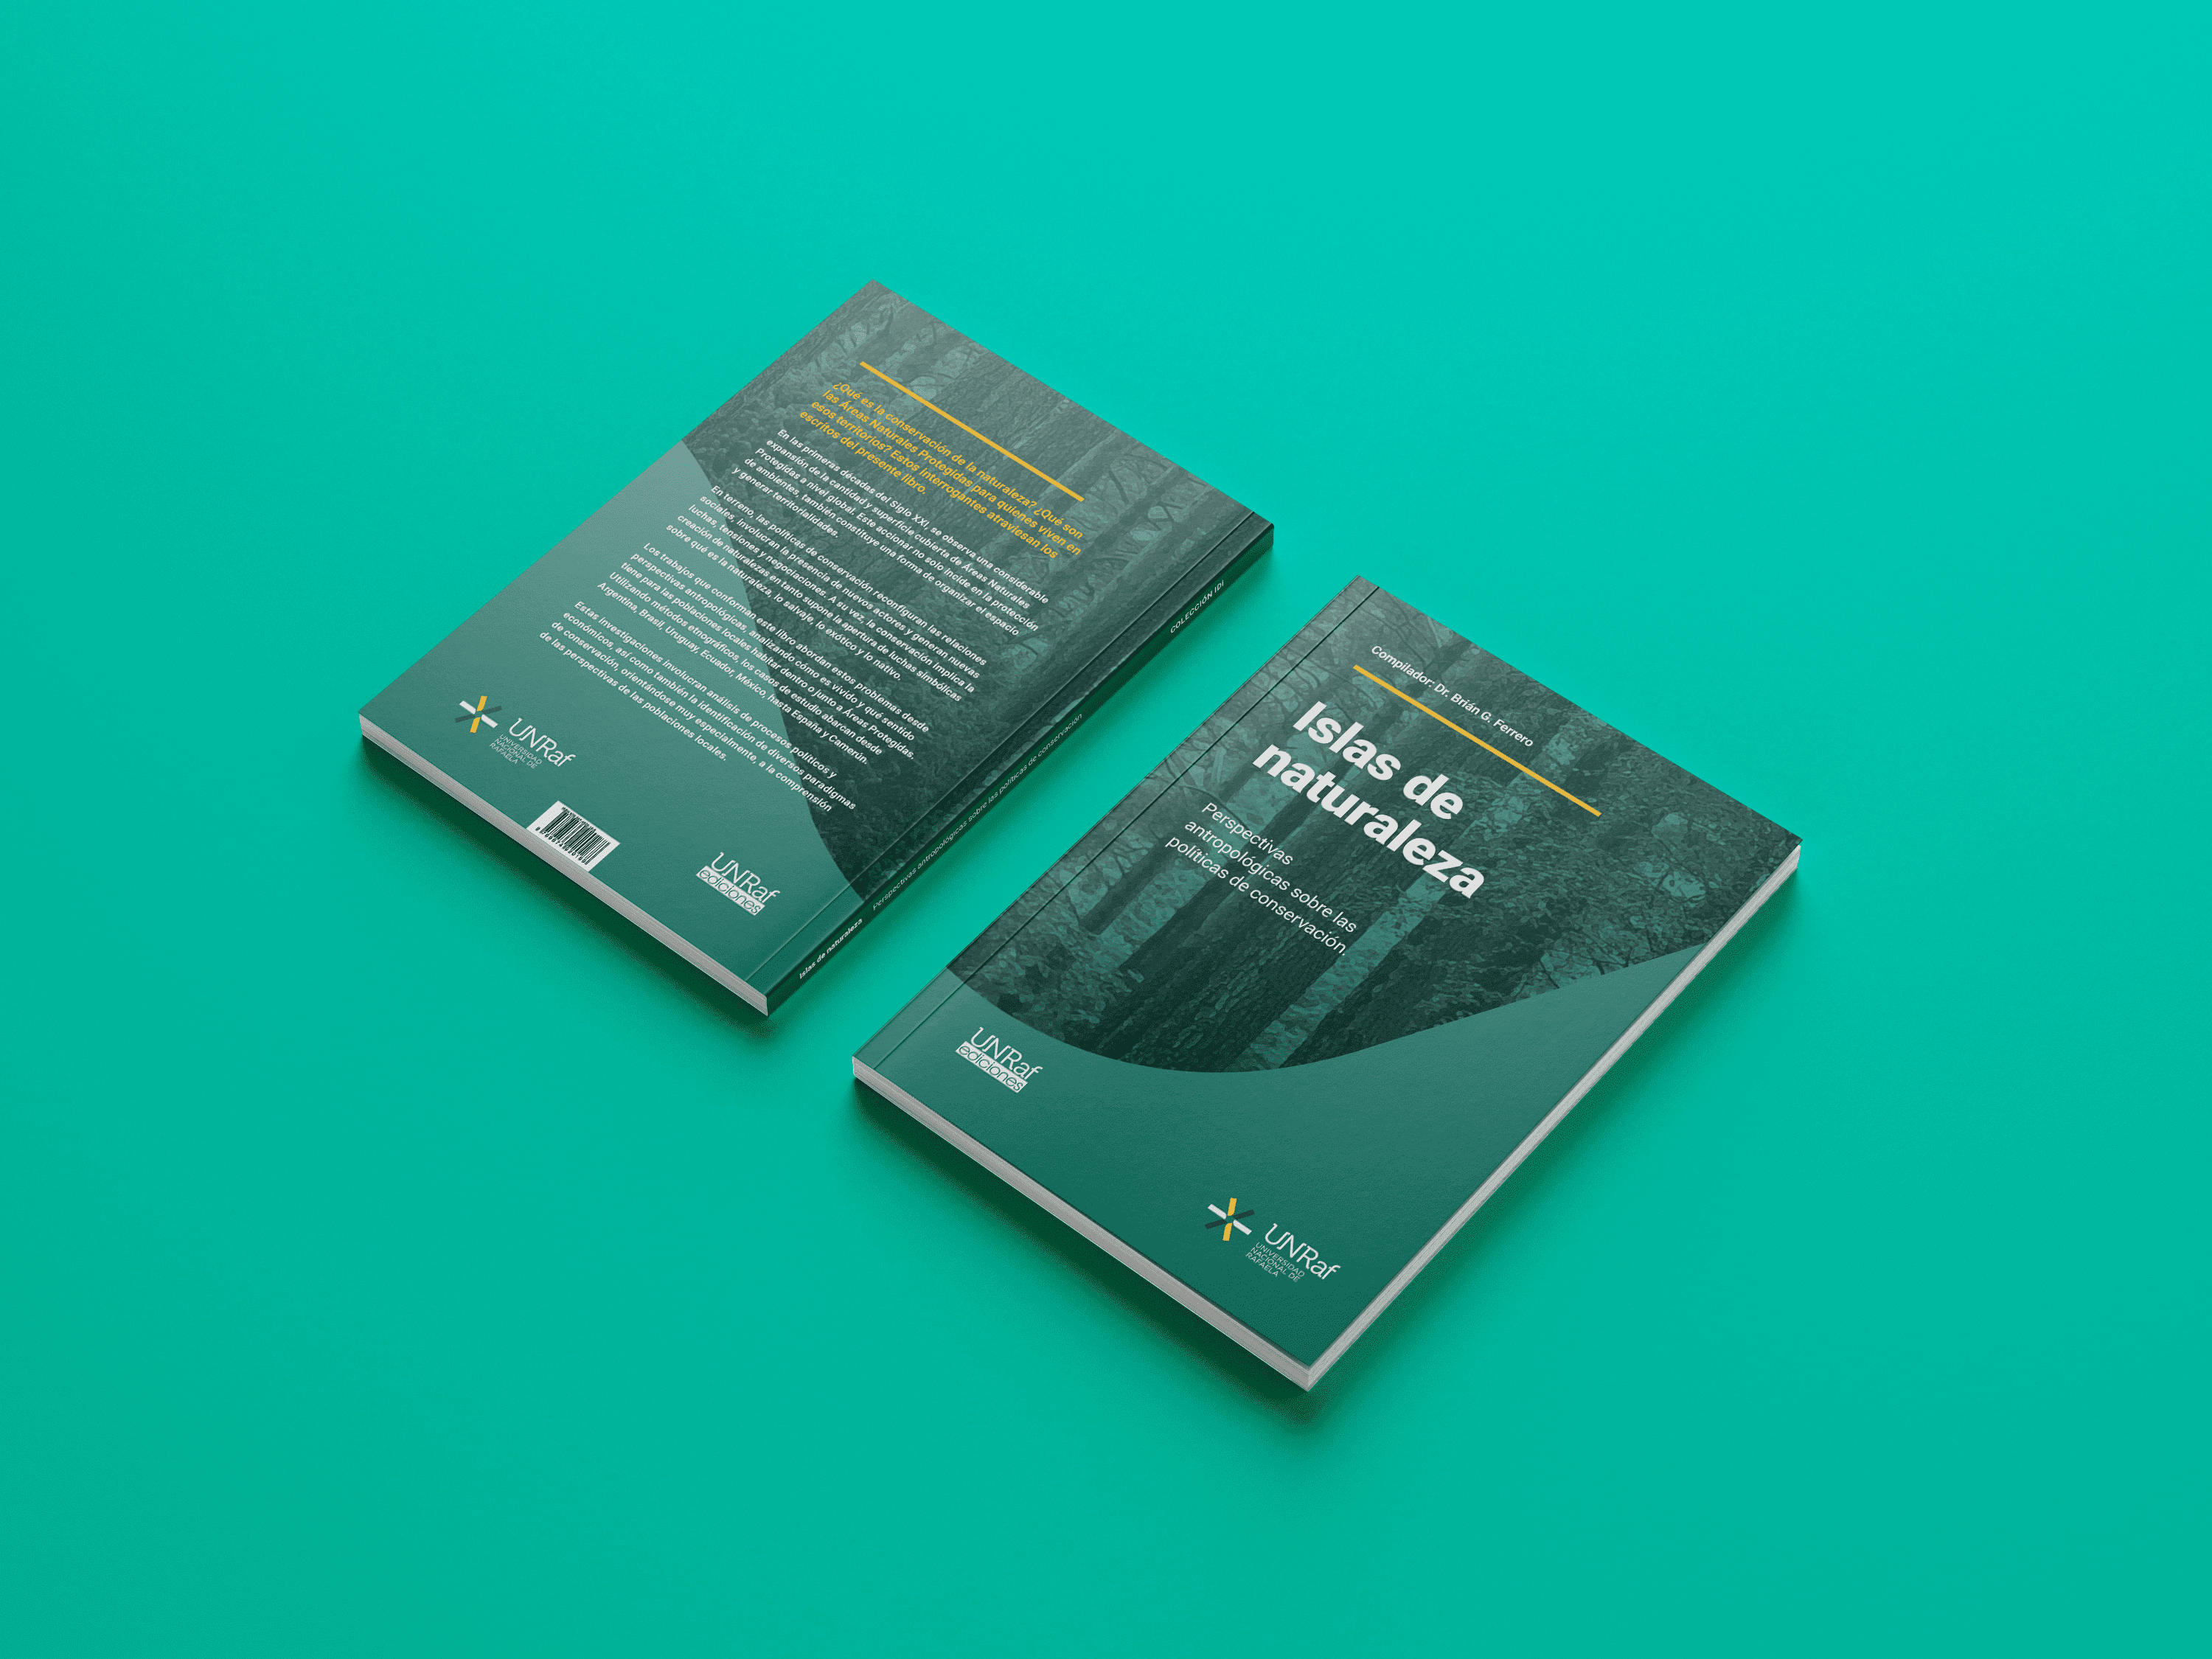 ¿Qué es la conservación de la naturaleza? ¿Qué son
las Áreas Naturales Protegidas para quienes viven en
esos territorios? Estos interrogantes atraviesan los
escritos del presente libro.
En las primeras décadas del Siglo XXI, se observa una considerable
expansión de la cantidad y superficie cubierta de Áreas Naturales
Protegidas a nivel global. Este accionar no solo incide en la protección
de ambientes, también constituye una forma de organizar el espacio
y generar territorialidades.
En terreno, las políticas de conservación reconfiguran las relaciones
sociales, involucran la presencia de nuevos actores y generan nuevas
luchas, tensiones y negociaciones. A su vez, la conservación implica la
creación de naturalezas en tanto supone la apertura de luchas simbólicas
sobre qué es la naturaleza, lo salvaje, lo exótico y lo nativo.
Los trabajos que conforman este libro abordan estos problemas desde
perspectivas antropológicas, analizando cómo es vivido y qué sentido
tiene para las poblaciones locales habitar dentro o junto a Áreas Protegidas.
Utilizando métodos etnográficos, los casos de estudio abarcan desde
Argentina, Brasil, Uruguay, Ecuador, México, hasta España y Camerún.
Estas investigaciones involucran análisis de procesos políticos y
económicos, así como también la identificación de diversos paradigmas
de conservación, orientándose muy especialmente, a la comprensión
de las perspectivas de las poblaciones locales.
UNRaf
UNIVERSIDAD
NACIONAL DE
RAFAELA
UNRaf
ediciones
Islas de naturaleza Perspectivas antropológicas sobre las políticas de conservación COLECCIÓN IDI
Compilador: Dr. Brián G. Ferrero
Islas de
naturaleza
Perspectivas
antropológicas sobre las
políticas de conservación.
UNRaf
ediciones
UNRaf
UNIVERSIDAD
NACIONAL DE
RAFAELA